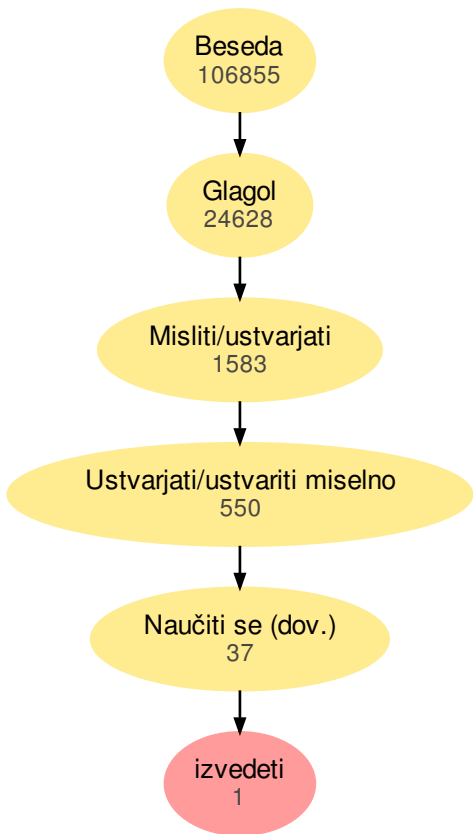 Beseda
106855
Glagol
24628
Misliti/ustvarjati
1583
Ustvarjati/ustvariti miselno
550
Naučiti se (dov.)
37
izvedeti
1